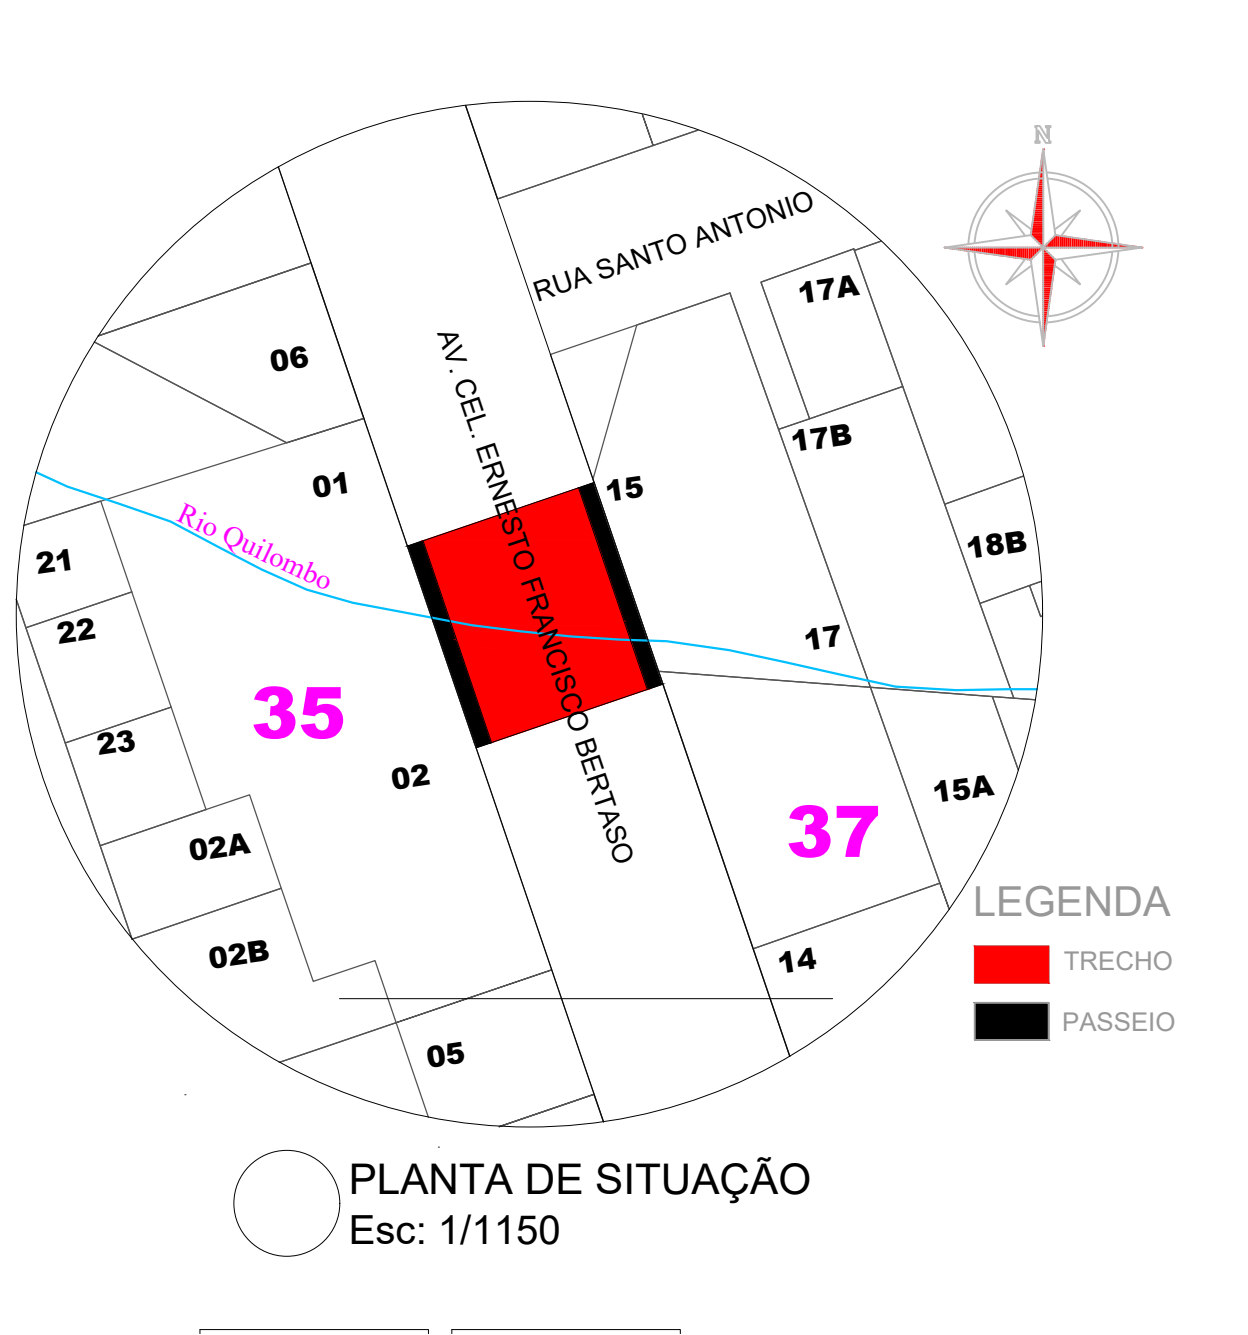 N
RUA SANTO ANTONIO
17A
06
AV. CEL. ERNESTO FRANCISCO BERTASO
17B
01
15
Rio Quilombo
18B
21
22
17
35
23
02
15A
37
02A
LEGENDA
02B
14
TRECHO
PASSEIO
05
PLANTA DE SITUAÇÃO
Esc: 1/1150